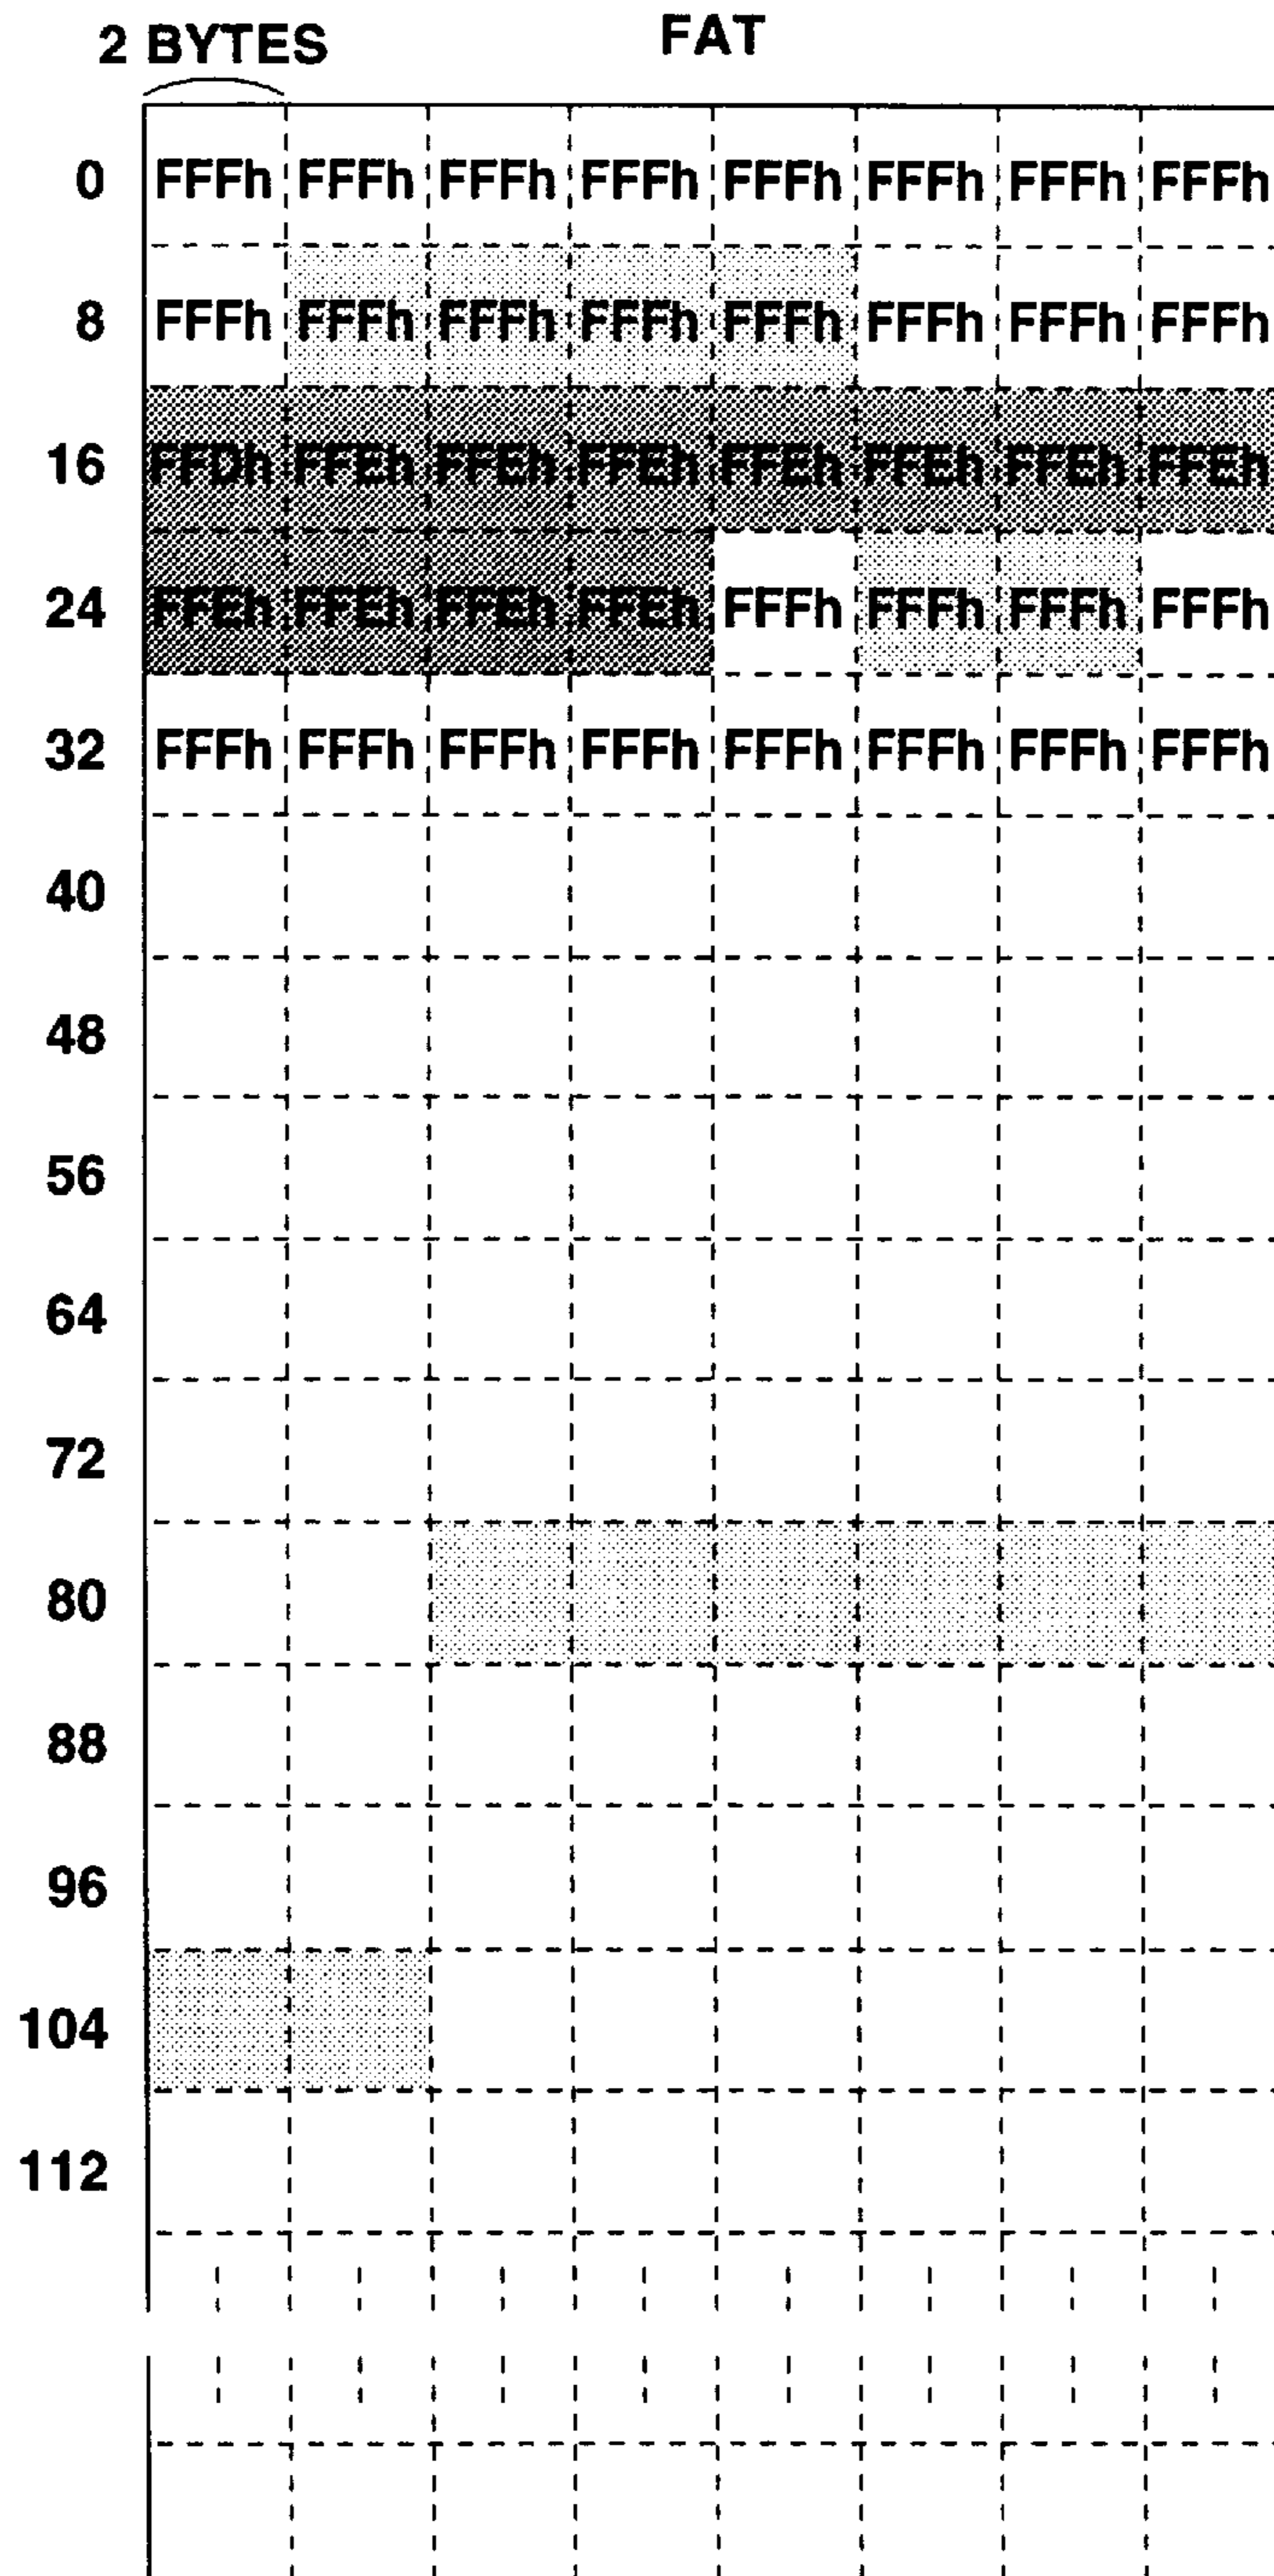 2 BYTES FAT
0 FFFh FFFh FFFh FFFh FFFh FFFh FFFh FFFh
8 FFFh FFFh FFFh FFFh FFFh FFFh FFFh FFFh
16 FFDh FFEh FFEh FFEh FFEh FFEh FFEh FFEh
24 FFEh FFEh FFEh FFEh FFFh FFFh FFFh FFFh
32 FFFh FFFh FFFh FFFh FFFh FFFh FFFh FFFh
40
48
56
64
72
80
88
96
104
112